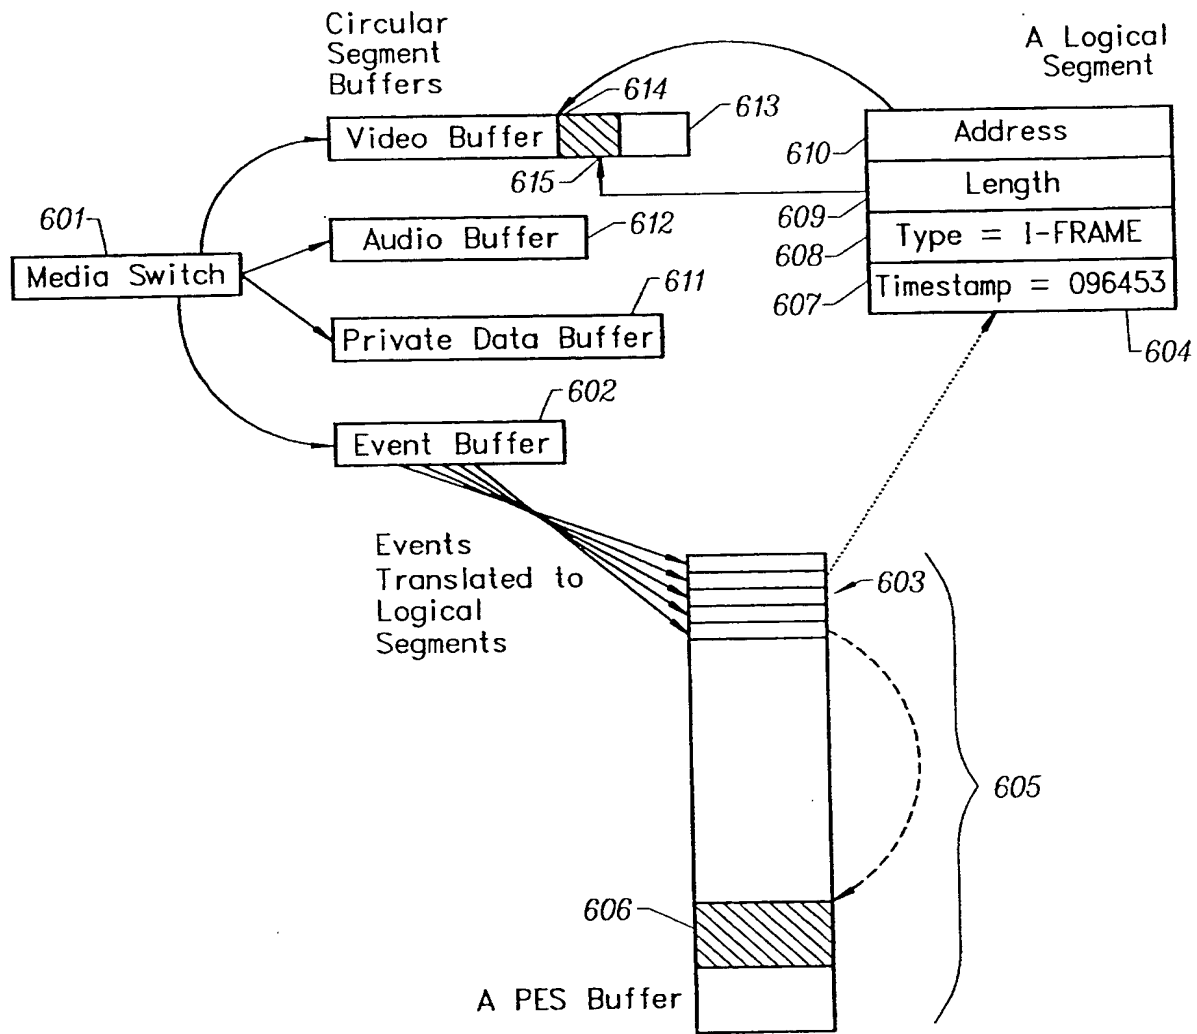 Circular
Segment
Buffers
A Logical
Segment
614
613
Video Buffer
615
Address
610
Length
609
Type = I-FRAME
608
Timestamp = 096453
607
604
601
Media Switch
Audio Buffer
612
611
Private Data Buffer
602
Event Buffer
Events
Translated to
Logical
Segments
603
605
606
A PES Buffer